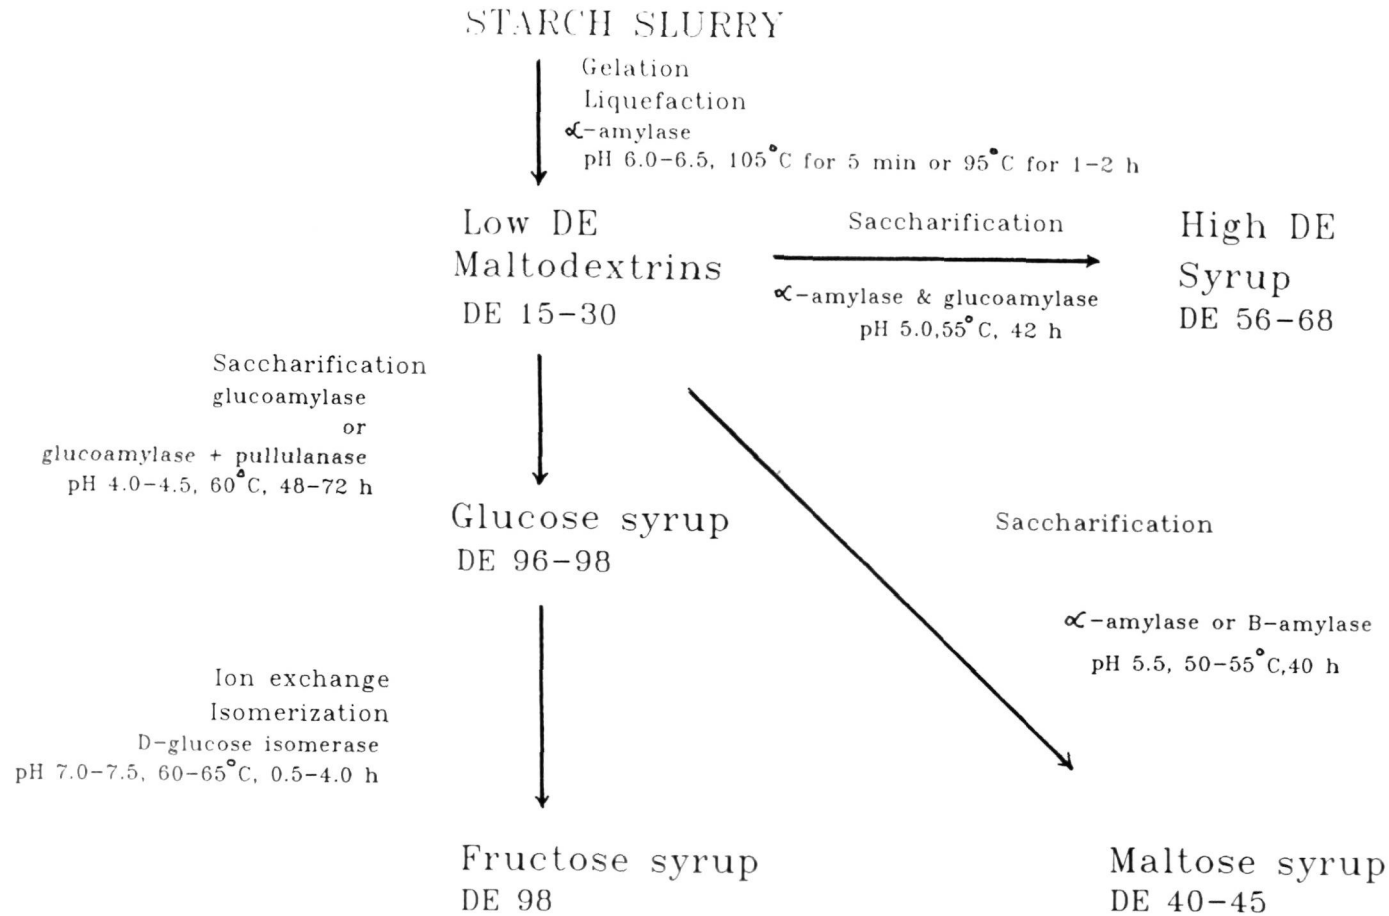 STARCH SLURRY
Gelation
Liquefaction
∝-amylase
pH 6.0-6.5, 105°C for 5 min or 95°C for 1-2 h
Low DE
Maltodextrins
DE 15-30
Saccharification
∝-amylase & glucoamylase
pH 5.0,55°C, 42 h
High DE
Syrup
DE 56-68
Saccharification
glucoamylase
or
glucoamylase + pullulanase
pH 4.0-4.5, 60°C, 48-72 h
Glucose syrup
DE 96-98
Saccharification
∝-amylase or B-amylase
pH 5.5, 50-55°C,40 h
Ion exchange
Isomerization
D-glucose isomerase
pH 7.0-7.5, 60-65°C, 0.5-4.0 h
Fructose syrup
DE 98
Maltose syrup
DE 40-45